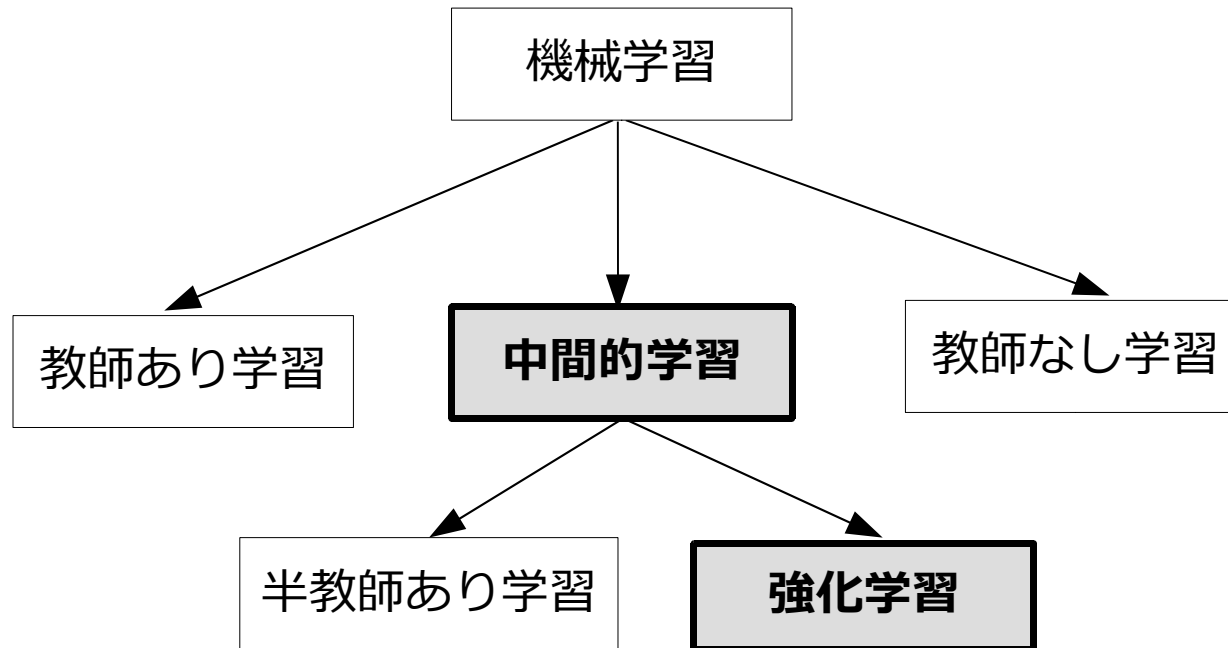 機械学習
教師あり学習
中間的学習
教師なし学習
半教師あり学習
強化学習